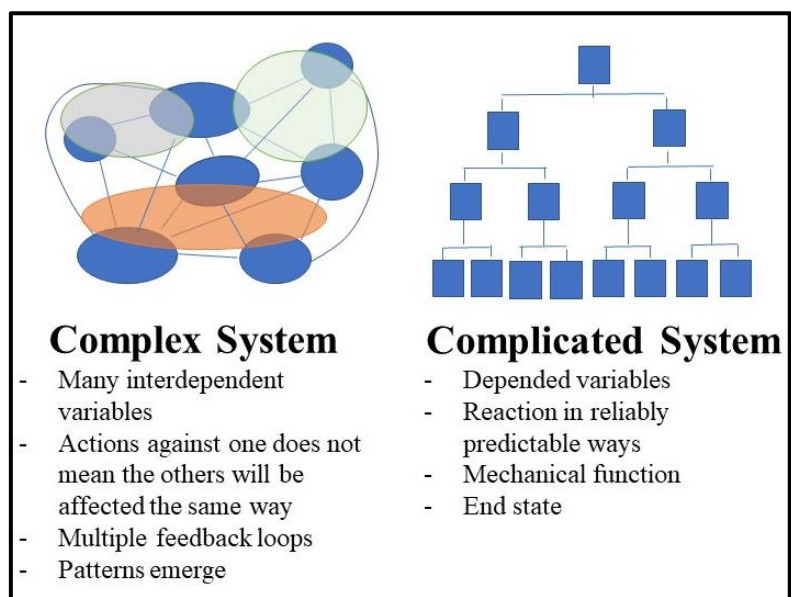 Complex System
- Many interdependent
variables
- Actions against one does not
mean the others will be
affected the same way
- Multiple feedback loops
- Patterns emerge
Complicated System
- Depended variables
- Reaction in reliably
predictable ways
- Mechanical function
- End state